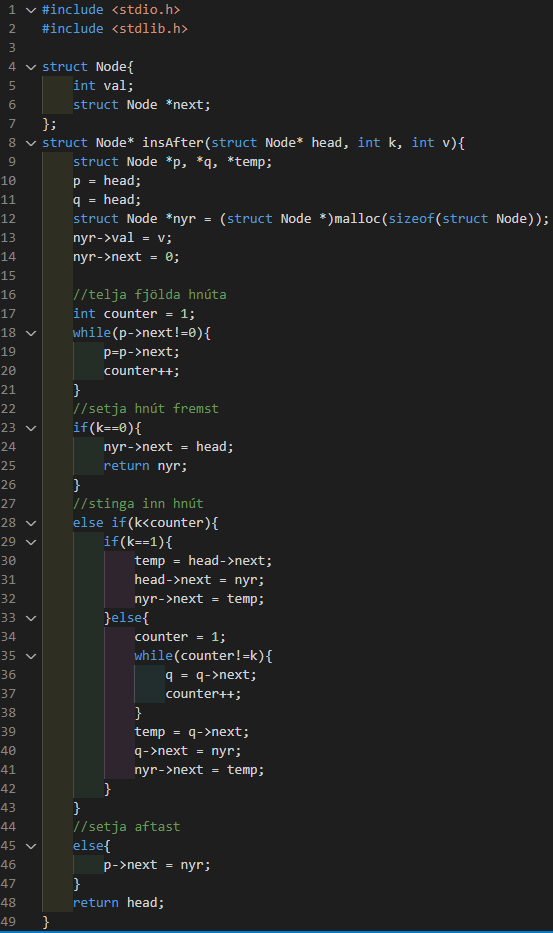 1 #include <stdio.h>
2 #include <stdlib.h>
3
4 struct Node{
5     int val;
6     struct Node *next;
7 };
8 struct Node* insAfter(struct Node* head, int k, int v){
9     struct Node *p, *q, *temp;
10     p = head;
11     q = head;
12     struct Node *nyr = (struct Node *)malloc(sizeof(struct Node));
13     nyr->val = v;
14     nyr->next = 0;
15
16     //telja fjölda hnúta
17     int counter = 1;
18     while(p->next!=0){
19         p=p->next;
20         counter++;
21     }
22     //setja hnút fremst
23     if(k==0){
24         nyr->next = head;
25         return nyr;
26     }
27     //stinga inn hnút
28     else if(k<counter){
29         if(k==1){
30             temp = head->next;
31             head->next = nyr;
32             nyr->next = temp;
33         }else{
34             counter = 1;
35             while(counter!=k){
36                 q = q->next;
37                 counter++;
38             }
39             temp = q->next;
40             q->next = nyr;
41             nyr->next = temp;
42         }
43     }
44     //setja aftast
45     else{
46         p->next = nyr;
47     }
48     return head;
49 }